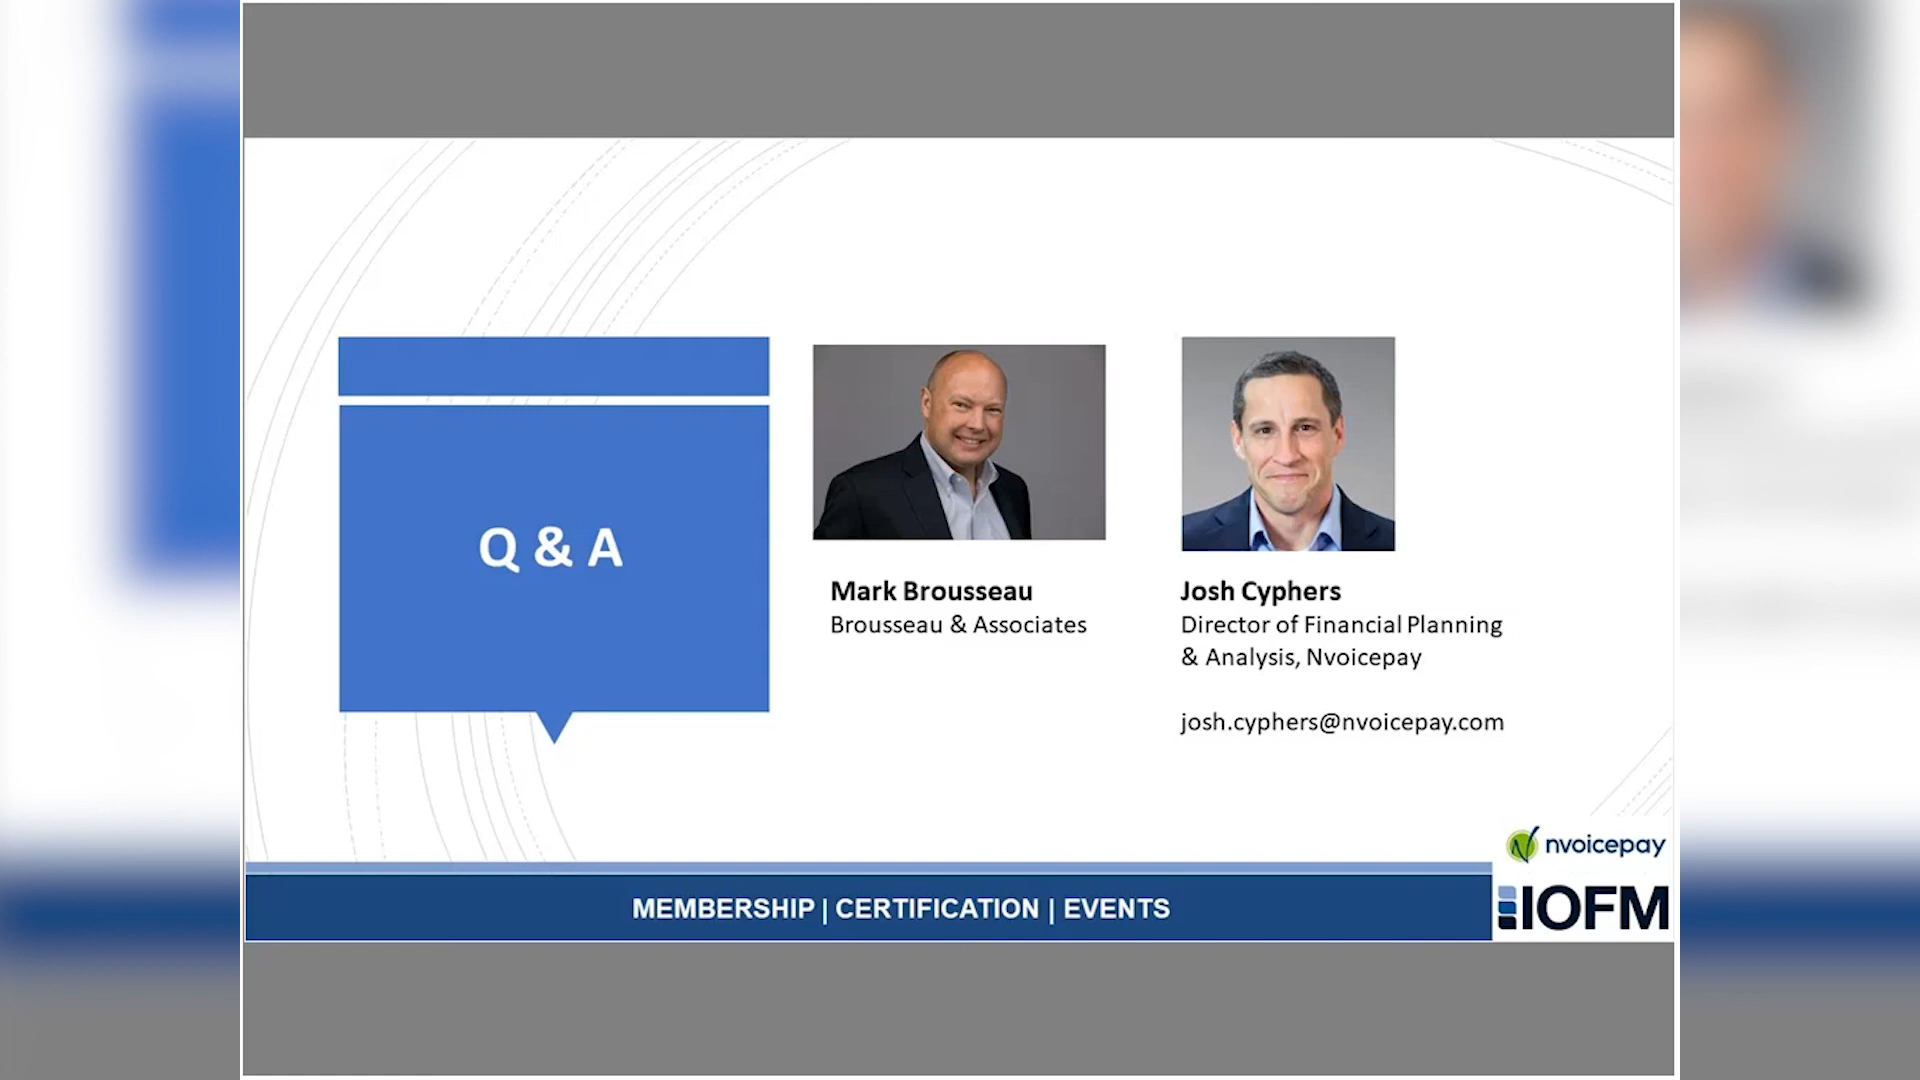 Q & A
Mark Brousseau
Brousseau & Associates
Josh Cyphers
Director of Financial Planning
& Analysis, Nvoicepay
josh.cyphers@nvoicepay.com
nvoicepay
MEMBERSHIP | CERTIFICATION | EVENTS
IOFM